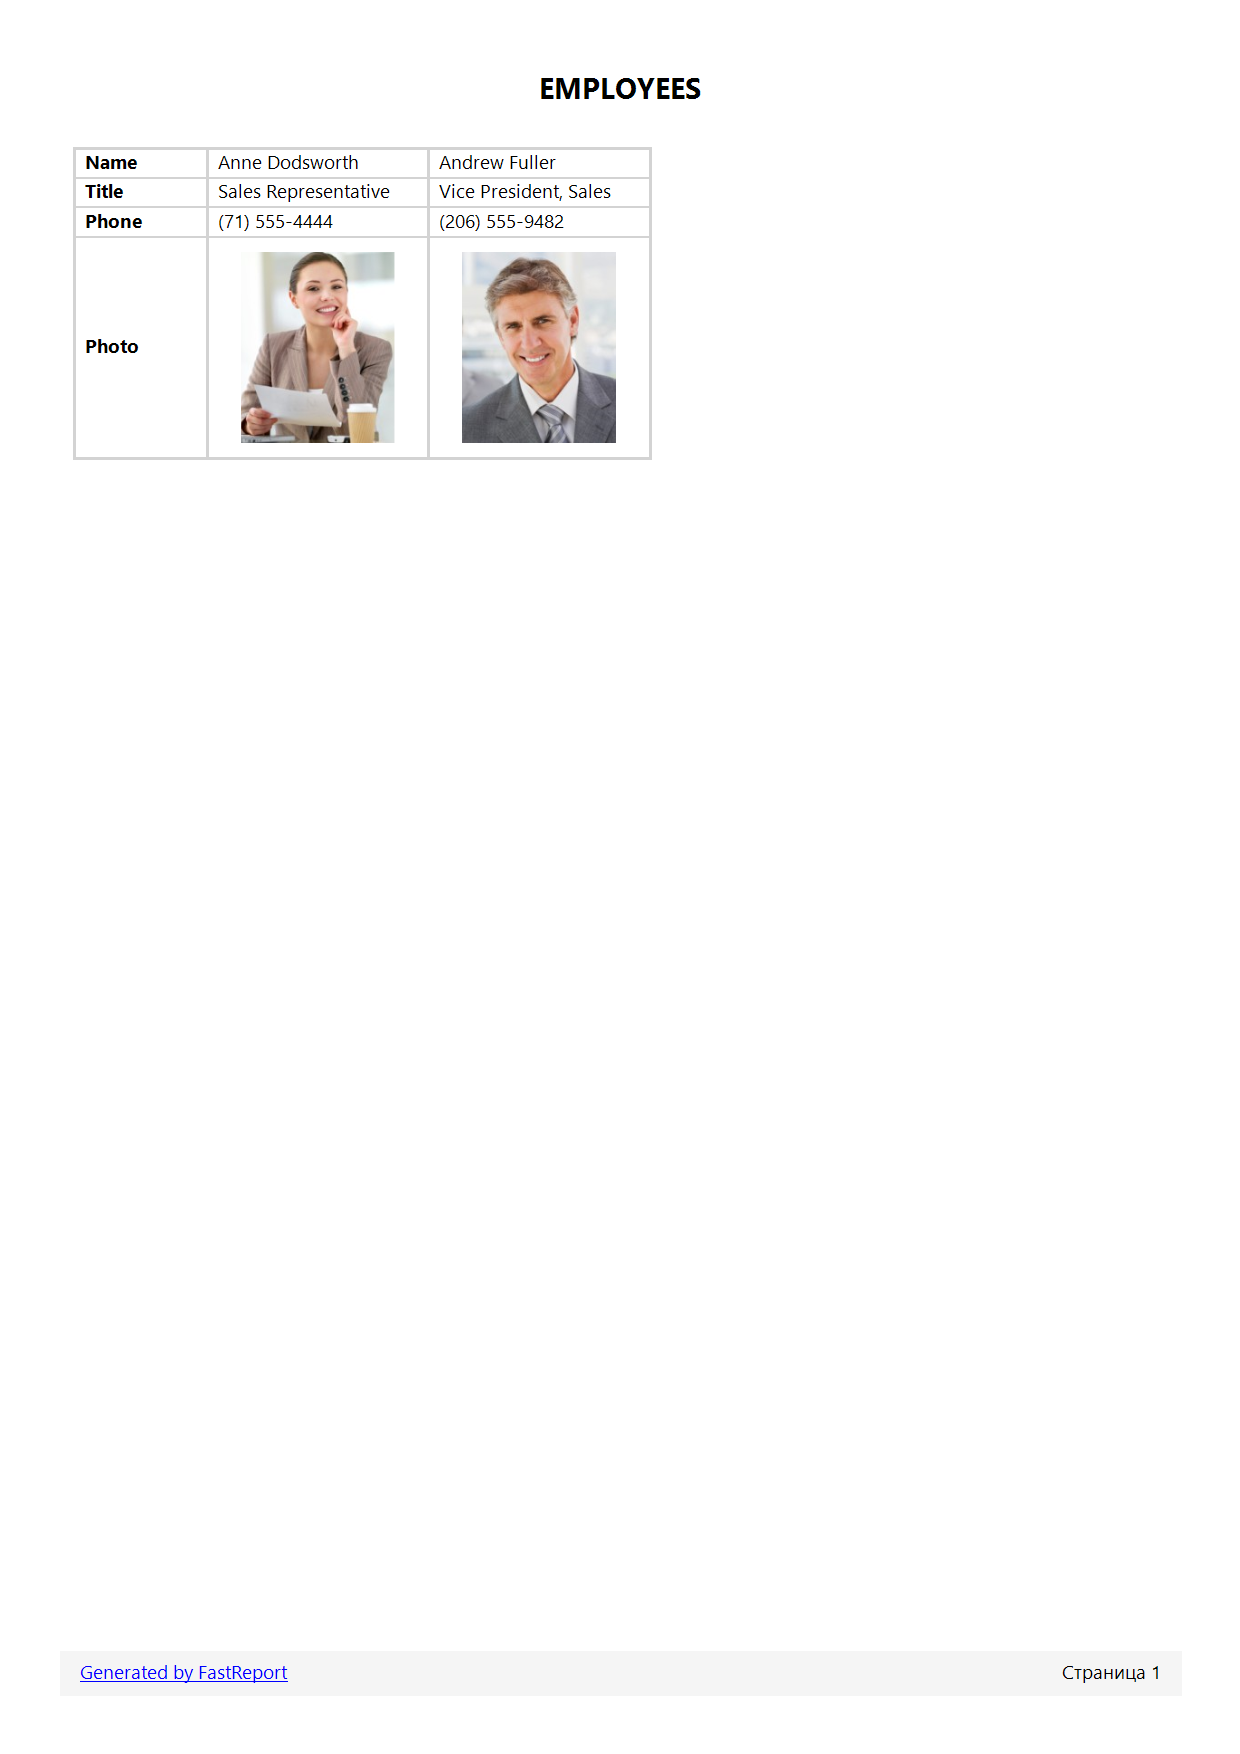 EMPLOYEES
Name Anne Dodsworth Andrew Fuller
Title Sales Representative Vice President, Sales
Phone (71) 555-4444 (206) 555-9482
Photo
Generated by FastReport Страница 1